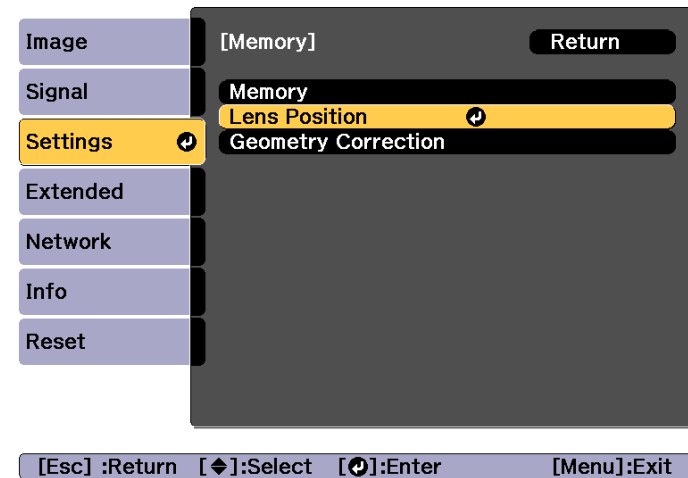 Image
Signal
Settings
Extended
Network
Info
Reset
[Memory] Return
Memory
Lens Position
Geometry Correction
[Esc] :Return [◆]:Select [↵]:Enter [Menu]:Exit